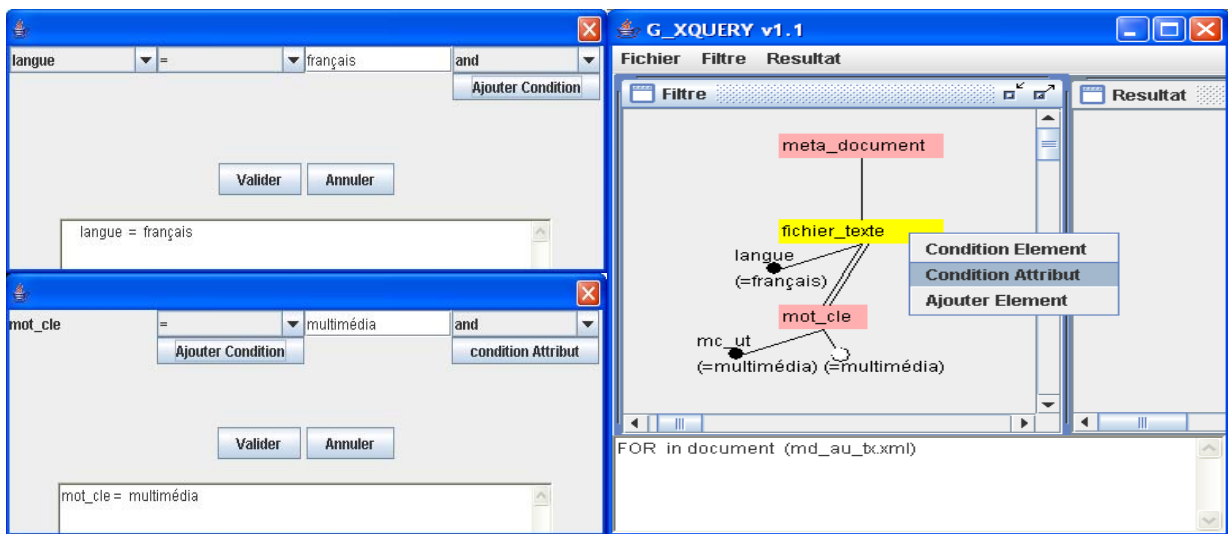 langue = français and
Ajouter Condition
Valider Annuler
langue = français
mot_cle = multimédia and
Ajouter Condition condition Attribut
Valider Annuler
mot_cle = multimédia
G_XQUERY v1.1
Fichier Filtre Resultat
Filtre
Resultat
meta_document
fichier_texte
langue
(=français)
Condition Element
Condition Attribut
Ajouter Element
mot_cle
mc_ut
(=multimédia) (=multimédia)
FOR in document (md_au_tx.xml)